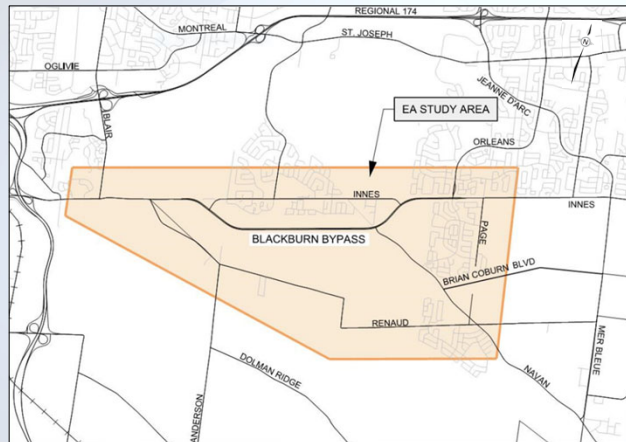 REGIONAL 174
MONTREAL
ST. JOSEPH
N
OGLIVIE
JEANNE D'ARC
EA STUDY AREA
BLAIR
ORLEANS
INNES
INNES
PAGE
BLACKBURN BYPASS
BRIAN COBURN BLVD
RENAUD
MER BLEUE
DOLMAN RIDGE
NAVAN
ANDERSON